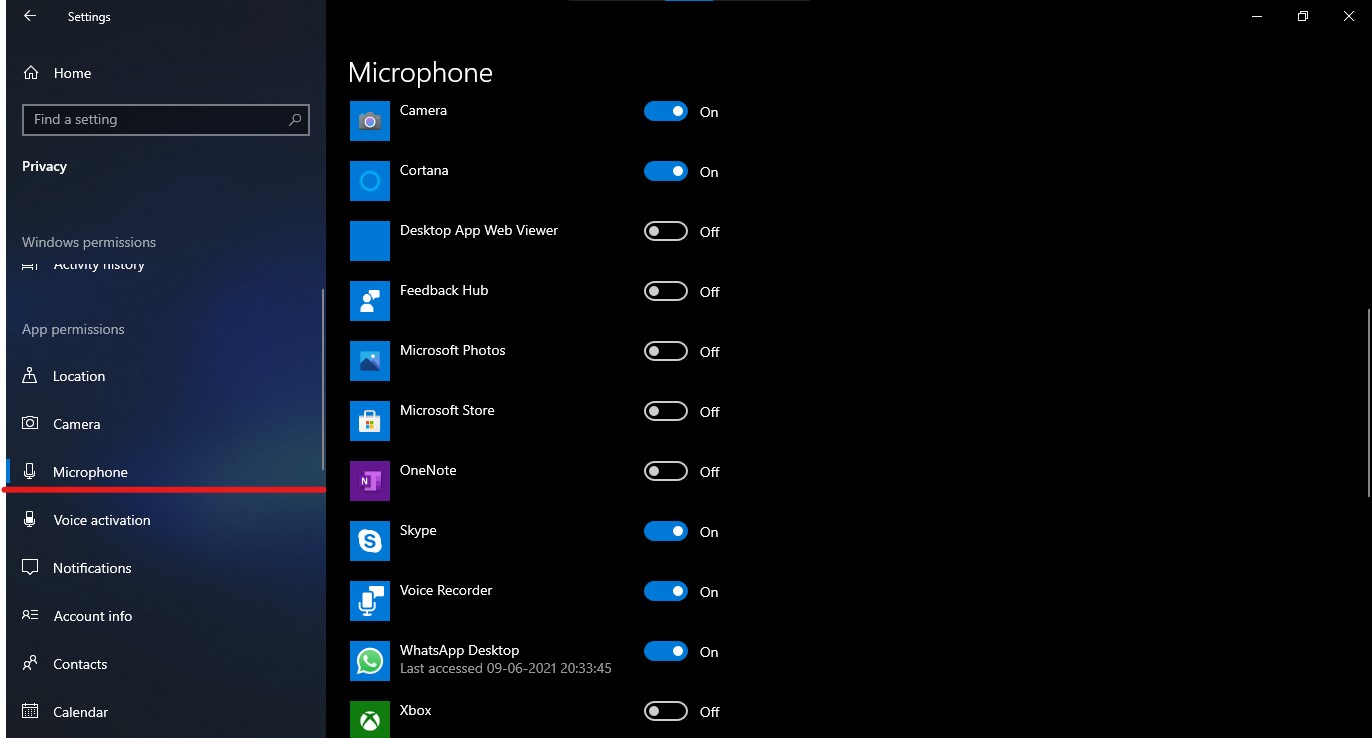 Settings
Home
Find a setting
Privacy
Windows permissions
Activity history
App permissions
Location
Camera
Microphone
Voice activation
Notifications
Account info
Contacts
Calendar
Microphone
Camera On
Cortana On
Desktop App Web Viewer Off
Feedback Hub Off
Microsoft Photos Off
Microsoft Store Off
OneNote Off
Skype On
Voice Recorder On
WhatsApp Desktop On
Last accessed 09-06-2021 20:33:45
Xbox Off